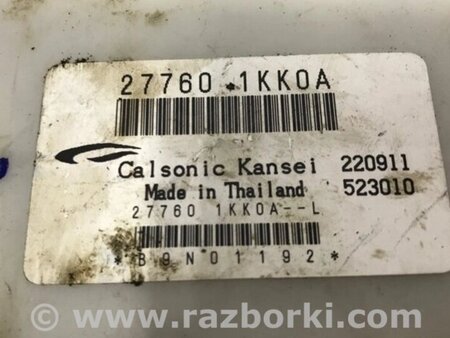 27760 1KK0A
Calsonic Kansei 220911
Made in Thailand 523010
27760 1KK0A--L
*B9N01192*
© www.razborki.com